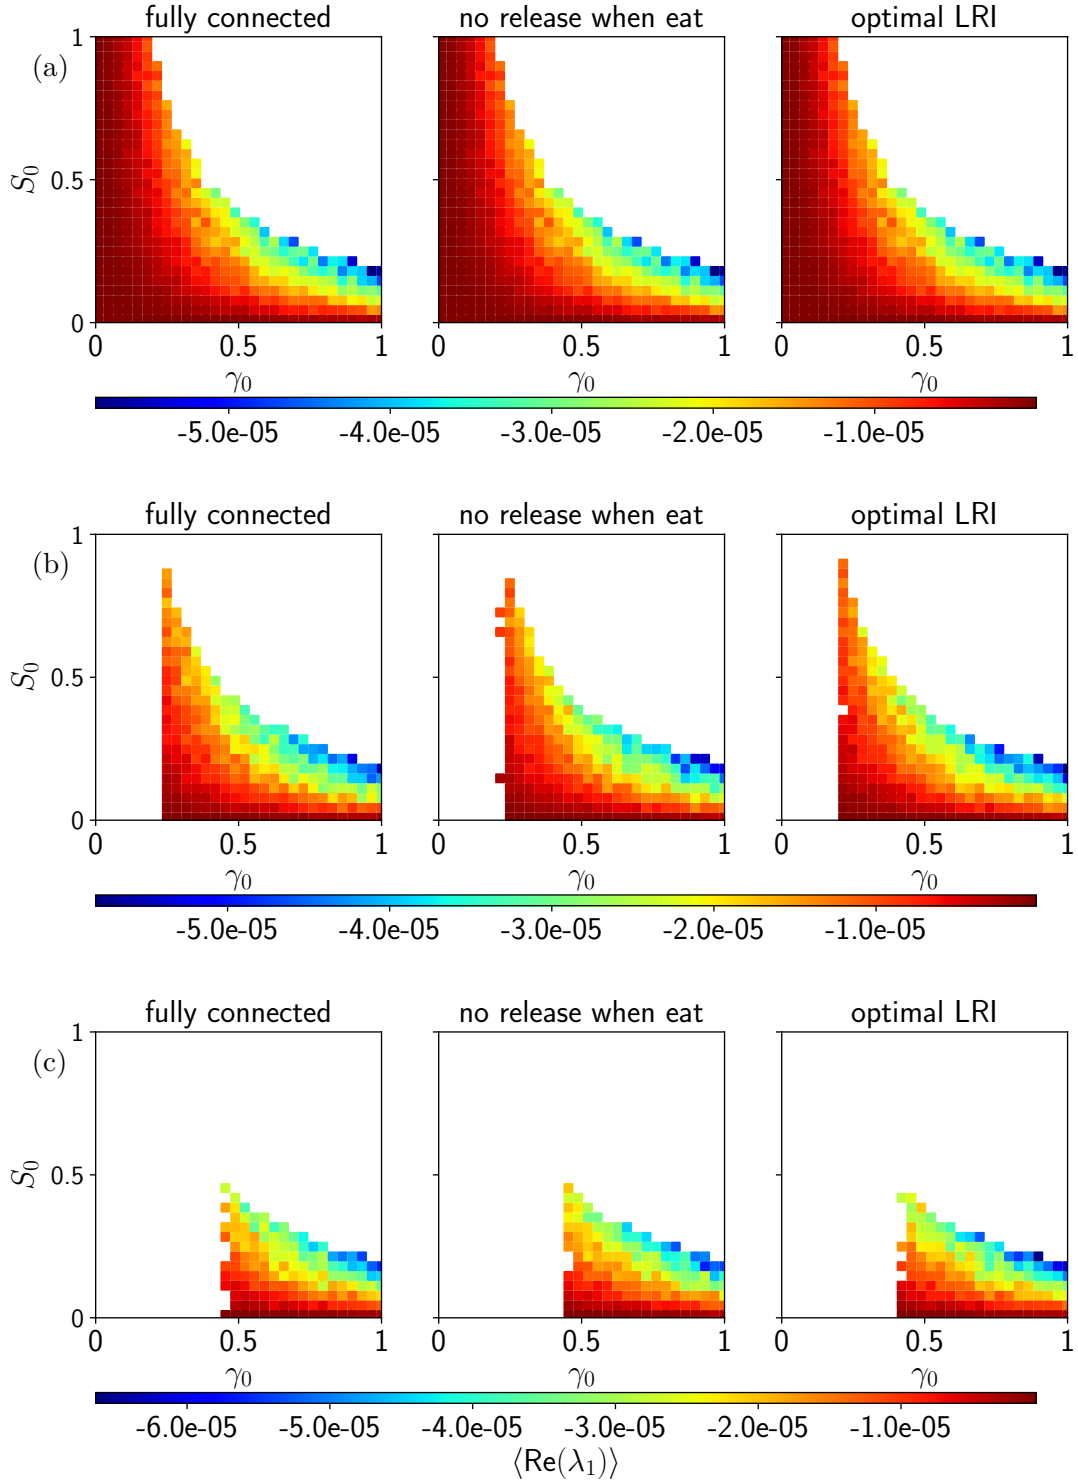 fully connected no release when eat optimal LRI
(a)
1
0.5
0
S₀
0 0.5 1 0 0.5 1 0 0.5 1
γ₀ γ₀ γ₀
-5.0e-05 -4.0e-05 -3.0e-05 -2.0e-05 -1.0e-05
fully connected no release when eat optimal LRI
(b)
1
0.5
0
S₀
0 0.5 1 0 0.5 1 0 0.5 1
γ₀ γ₀ γ₀
-5.0e-05 -4.0e-05 -3.0e-05 -2.0e-05 -1.0e-05
fully connected no release when eat optimal LRI
(c)
1
0.5
0
S₀
0 0.5 1 0 0.5 1 0 0.5 1
γ₀ γ₀ γ₀
-6.0e-05 -5.0e-05 -4.0e-05 -3.0e-05 -2.0e-05 -1.0e-05
⟨Re(λ₁)⟩